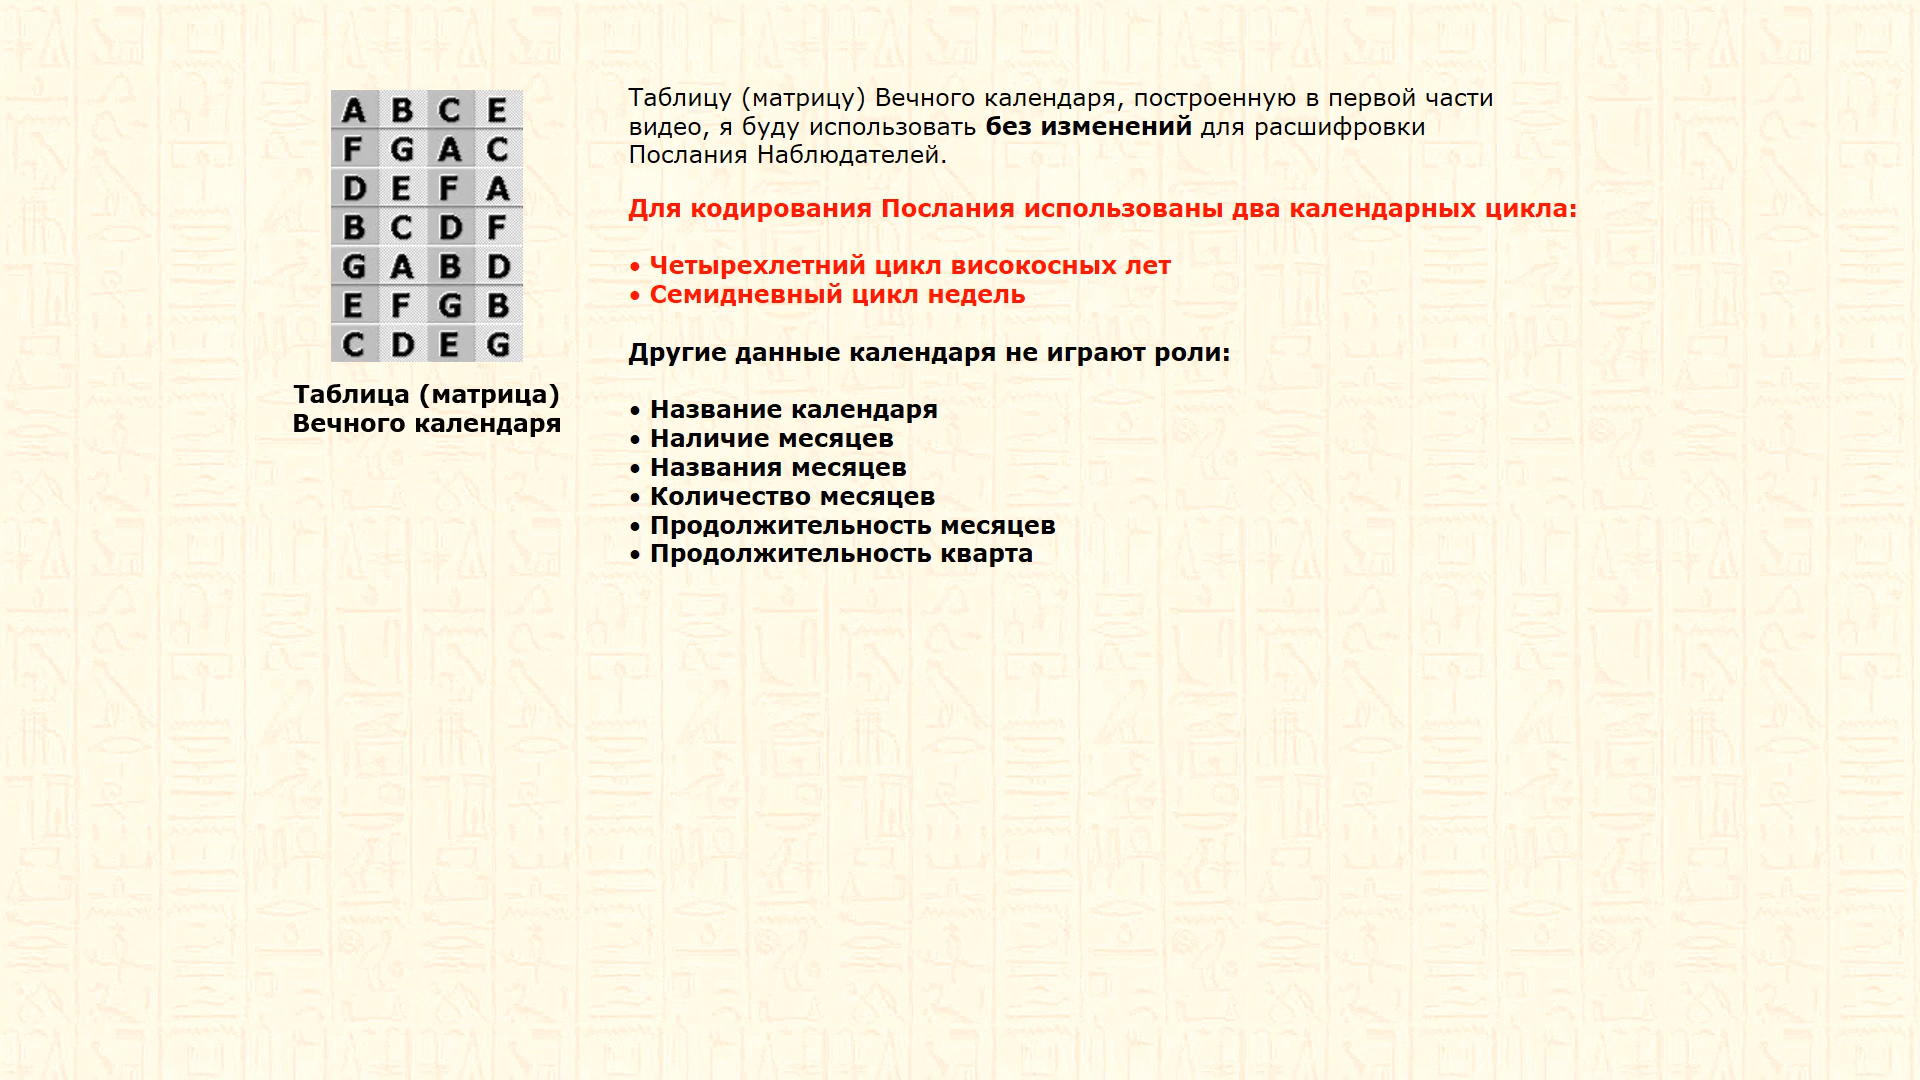 A B C E
F G A C
D E F A
B C D F
G A B D
E F G B
C D E G
Таблица (матрица)
Вечного календаря
Таблицу (матрицу) Вечного календаря, построенную в первой части
видео, я буду использовать без изменений для расшифровки
Послания Наблюдателей.
Для кодирования Послания использованы два календарных цикла:
• Четырехлетний цикл високосных лет
• Семидневный цикл недель
Другие данные календаря не играют роли:
• Название календаря
• Наличие месяцев
• Названия месяцев
• Количество месяцев
• Продолжительность месяцев
• Продолжительность кварта